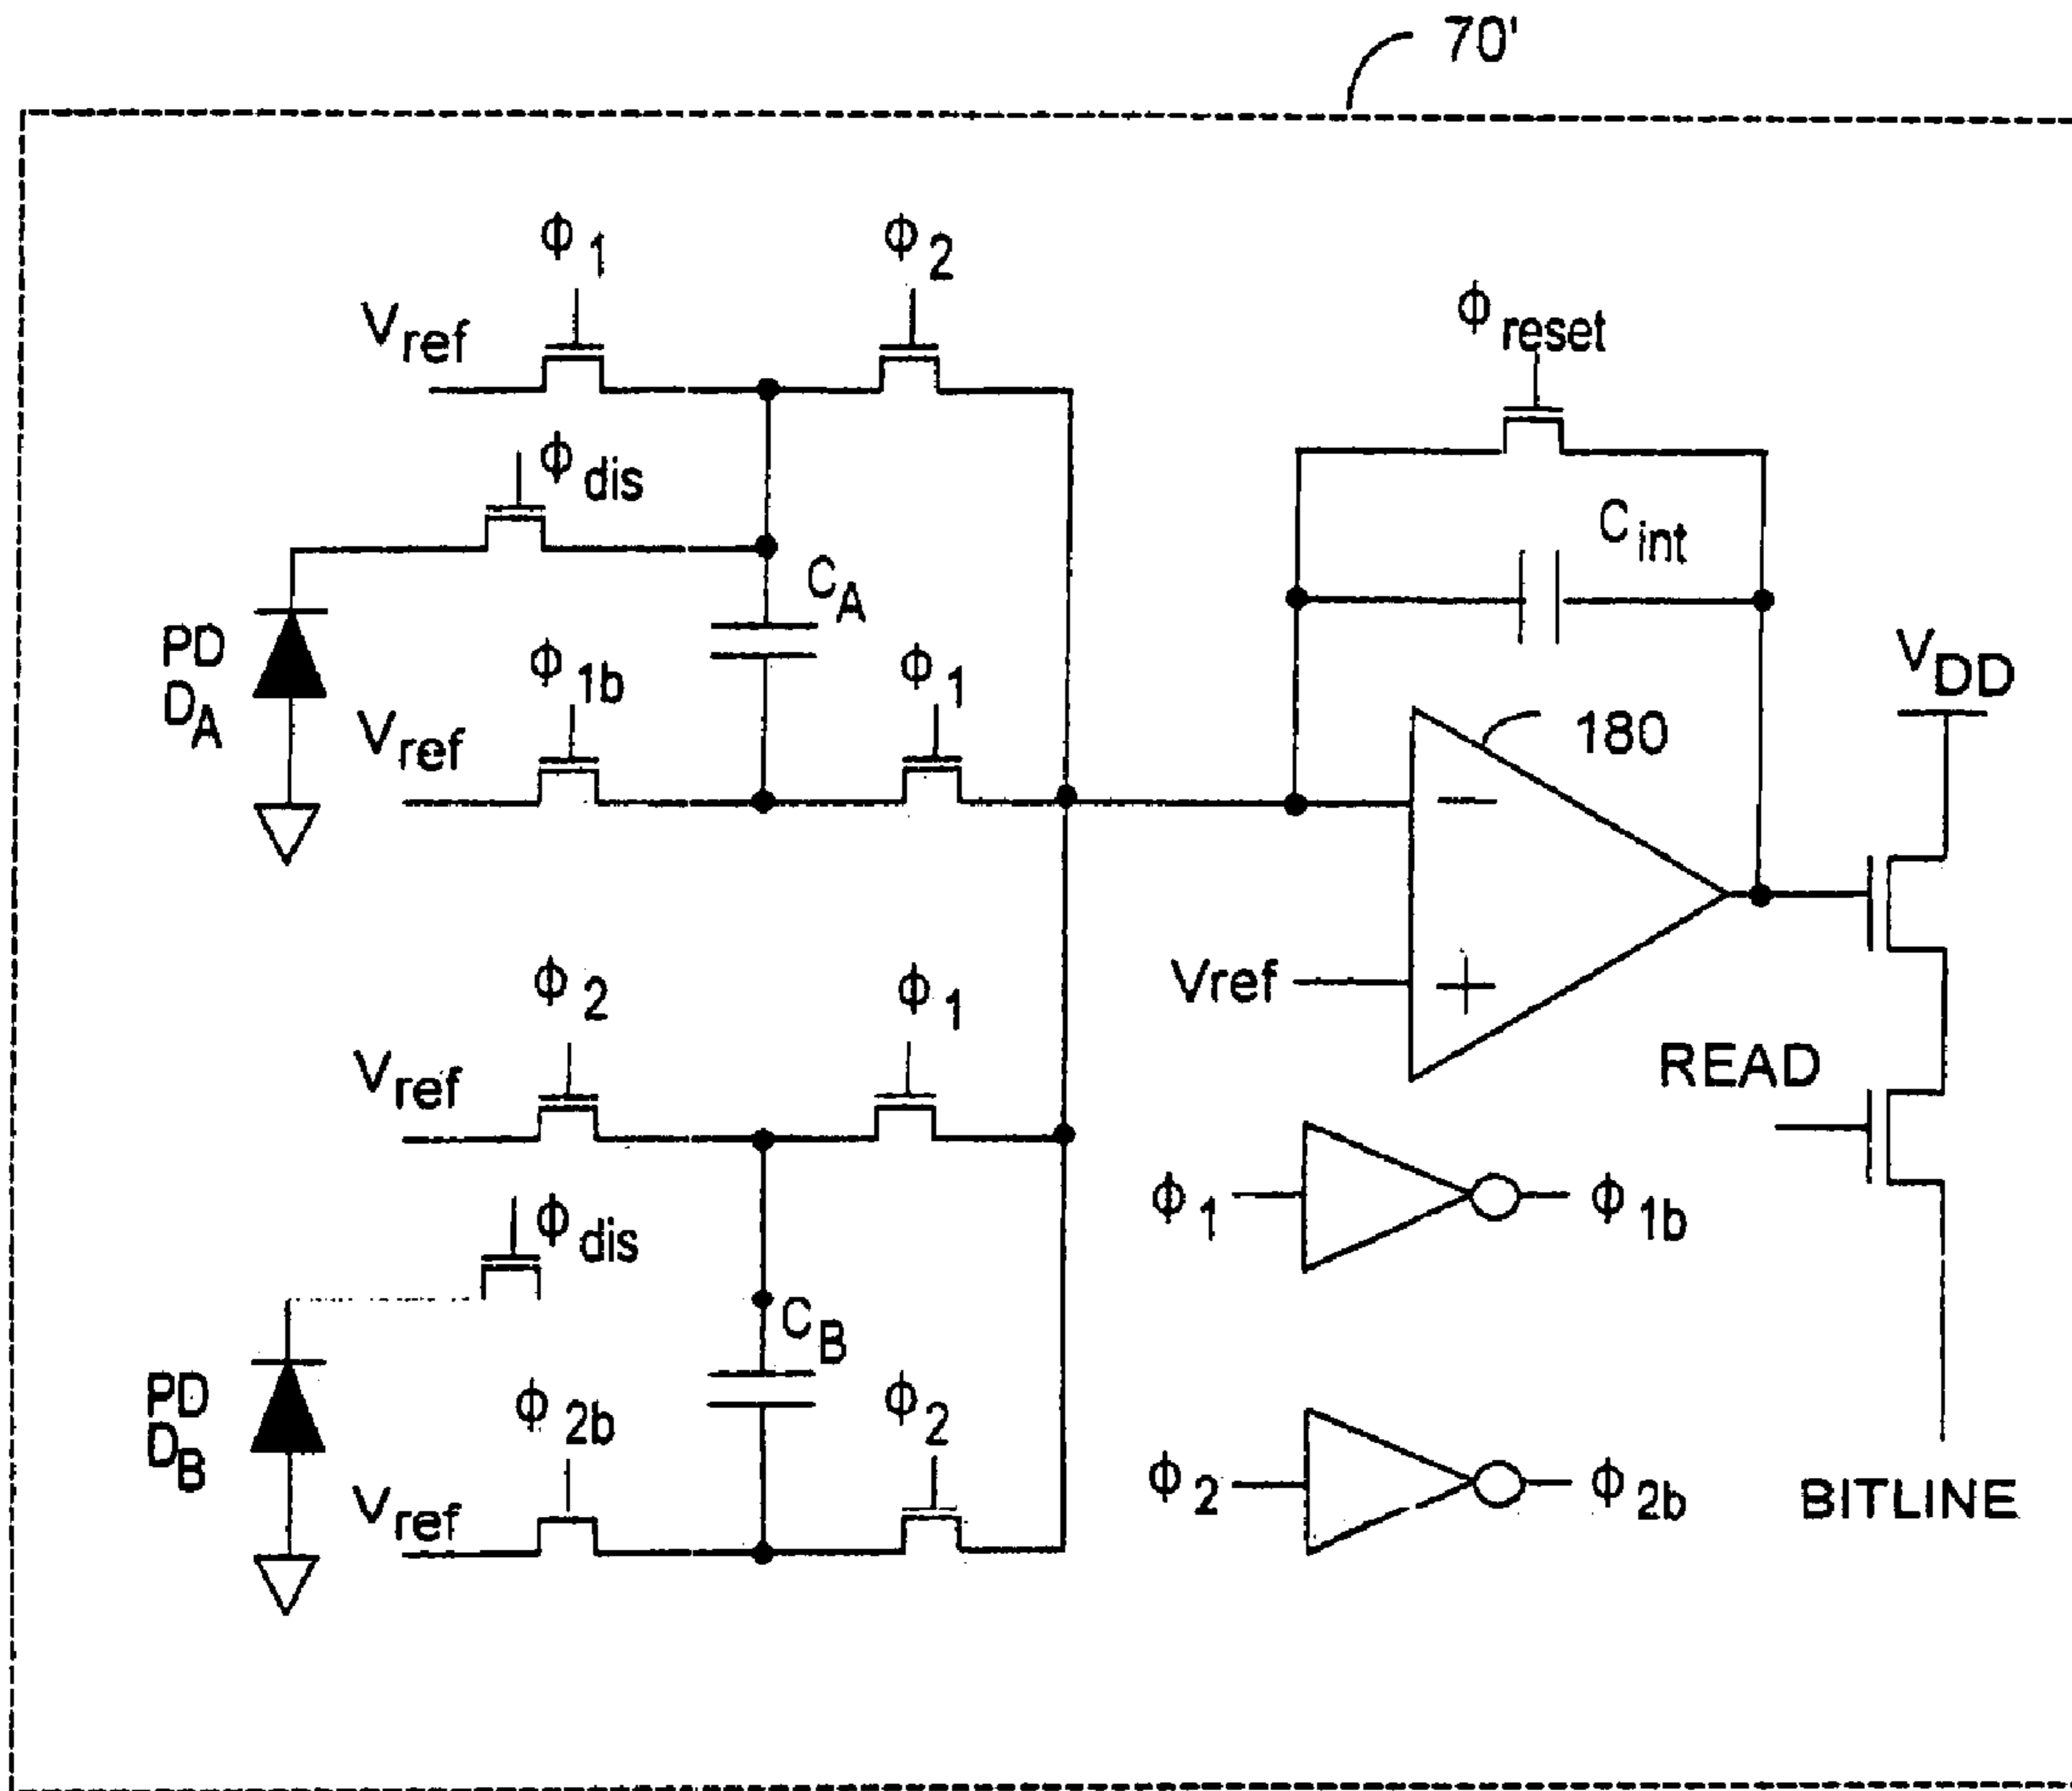 70'
ϕ1
ϕ2
Vref
ϕreset
ϕdis
Cint
CA
PD
DA
ϕ1b
ϕ1
VDD
Vref
180
−
ϕ2
ϕ1
Vref
+
Vref
READ
ϕdis
ϕ1
ϕ1b
CB
PD
DB
ϕ2b
ϕ2
ϕ2
ϕ2b
Vref
BITLINE